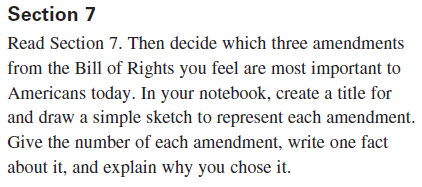 Section 7
Read Section 7. Then decide which three amendments
from the Bill of Rights you feel are most important to
Americans today. In your notebook, create a title for
and draw a simple sketch to represent each amendment.
Give the number of each amendment, write one fact
about it, and explain why you chose it.